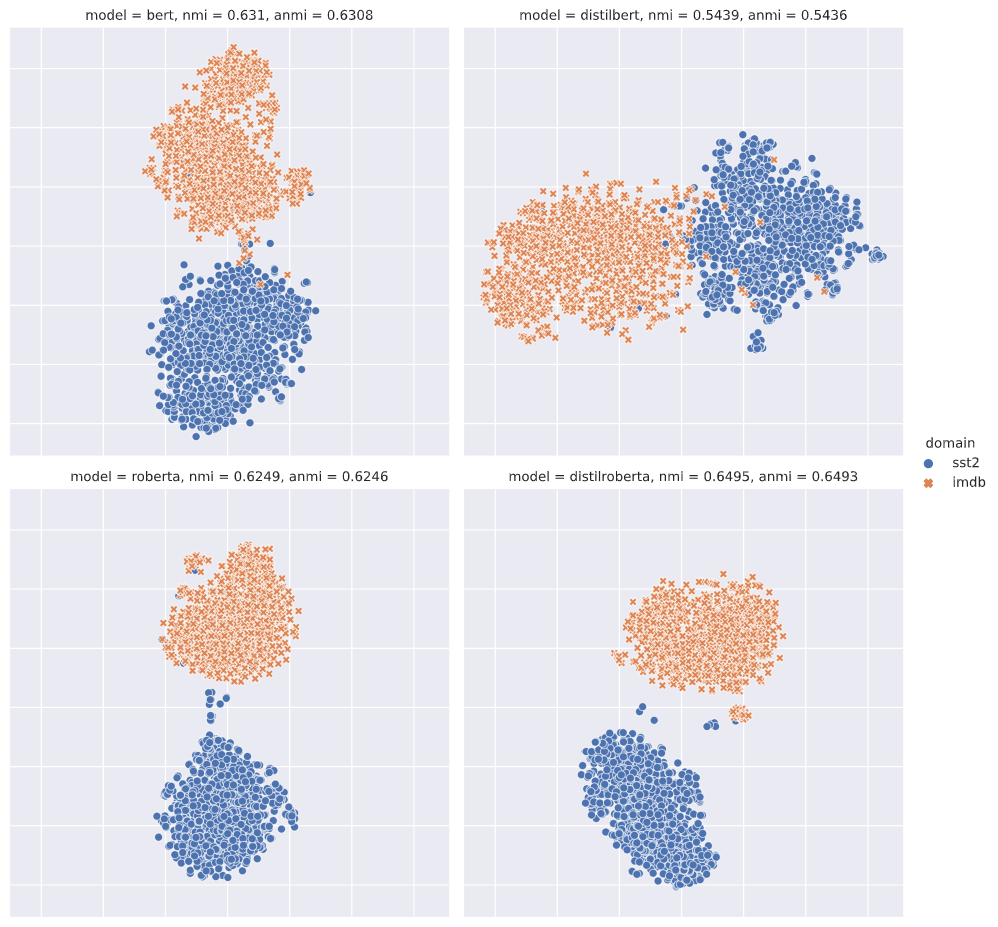 model = bert, nmi = 0.631, anmi = 0.6308
model = distilbert, nmi = 0.5439, anmi = 0.5436
model = roberta, nmi = 0.6249, anmi = 0.6246
model = distilroberta, nmi = 0.6495, anmi = 0.6493
domain
sst2
imdb